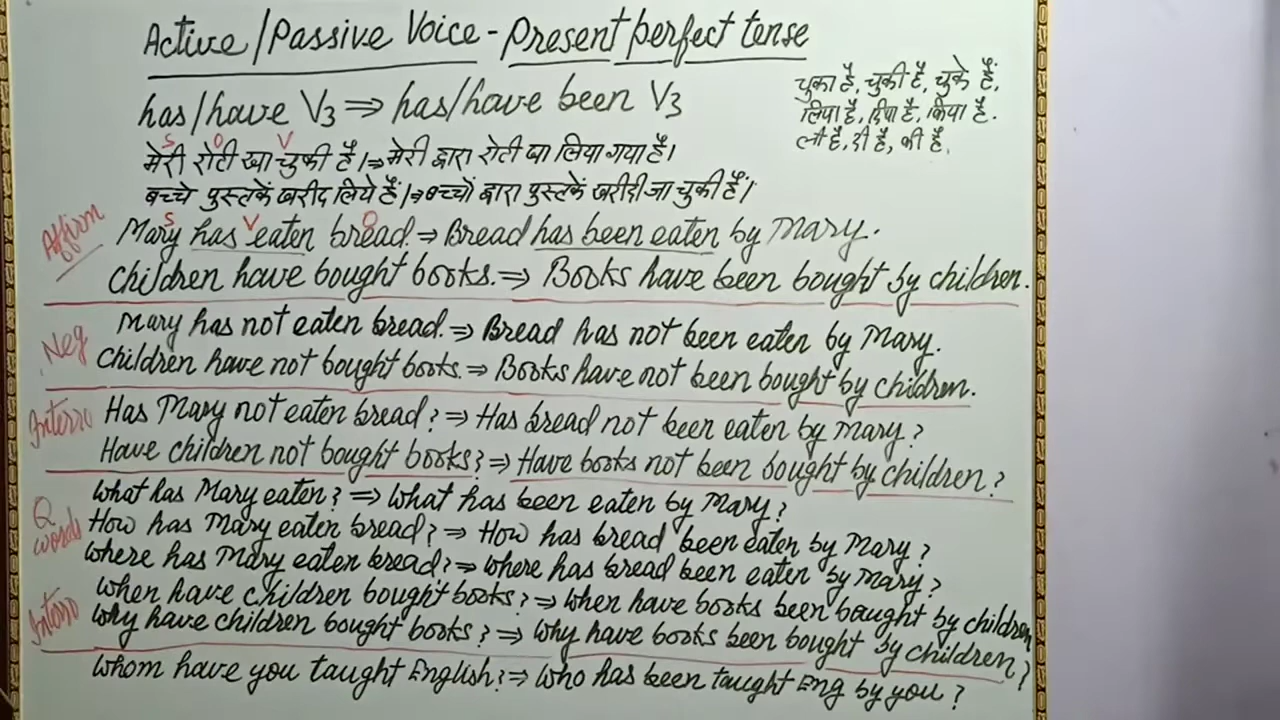 Active/Passive Voice - Present perfect tense
has/have V3 ⇒ has/have been V3
चुका है, चुकी है, चुके हैं,
लिया है, दिया है, किया है.
ली है, दी है, की है.
S O V
मेरी रोटी खा चुकी है।⇒ मेरी द्वारा रोटी खा लिया गया है।
बच्चे पुस्तकें खरीद लिये हैं।⇒ बच्चों द्वारा पुस्तकें खरीदी जा चुकी हैं।
S V O
Affirm Mary has eaten bread. ⇒ Bread has been eaten by Mary.
Children have bought books. ⇒ Books have been bought by children.
Neg Mary has not eaten bread. ⇒ Bread has not been eaten by Mary.
Children have not bought books. ⇒ Books have not been bought by children.
Interro Has Mary not eaten bread? ⇒ Has bread not been eaten by Mary?
Have children not bought books? ⇒ Have books not been bought by children?
Q words What has Mary eaten? ⇒ What has been eaten by Mary?
How has Mary eaten bread? ⇒ How has bread been eaten by Mary?
Where has Mary eaten bread? ⇒ Where has bread been eaten by Mary?
When have children bought books? ⇒ When have books been bought by children
Interro Why have children bought books? ⇒ Why have books been bought by children?
Whom have you taught English? ⇒ Who has been taught Eng by you?